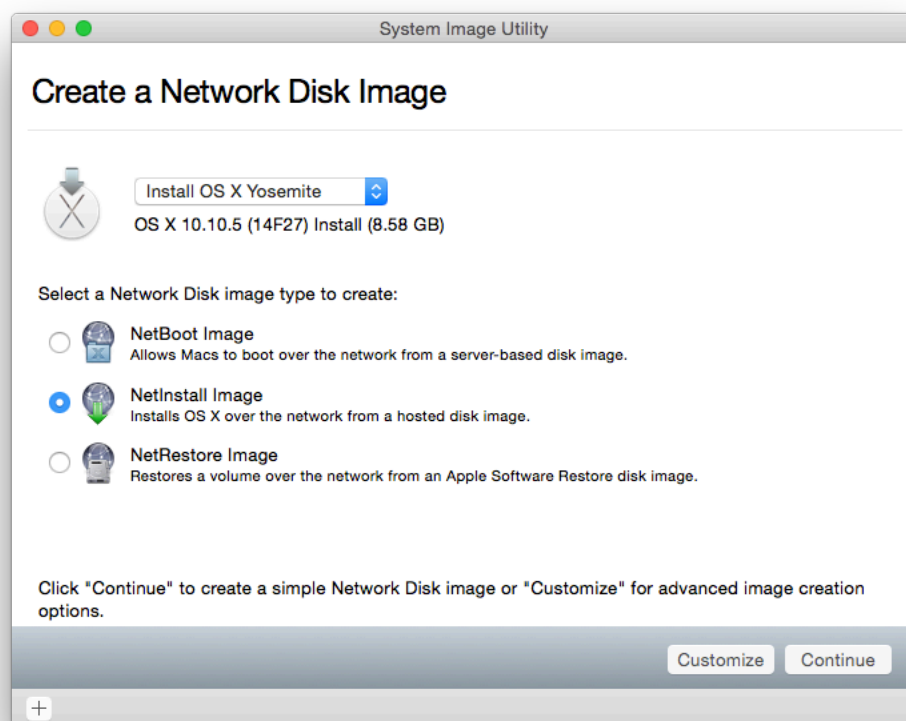 System Image Utility
Create a Network Disk Image
Install OS X Yosemite
OS X 10.10.5 (14F27) Install (8.58 GB)
Select a Network Disk image type to create:
NetBoot Image
Allows Macs to boot over the network from a server-based disk image.
NetInstall Image
Installs OS X over the network from a hosted disk image.
NetRestore Image
Restores a volume over the network from an Apple Software Restore disk image.
Click "Continue" to create a simple Network Disk image or "Customize" for advanced image creation
options.
Customize Continue